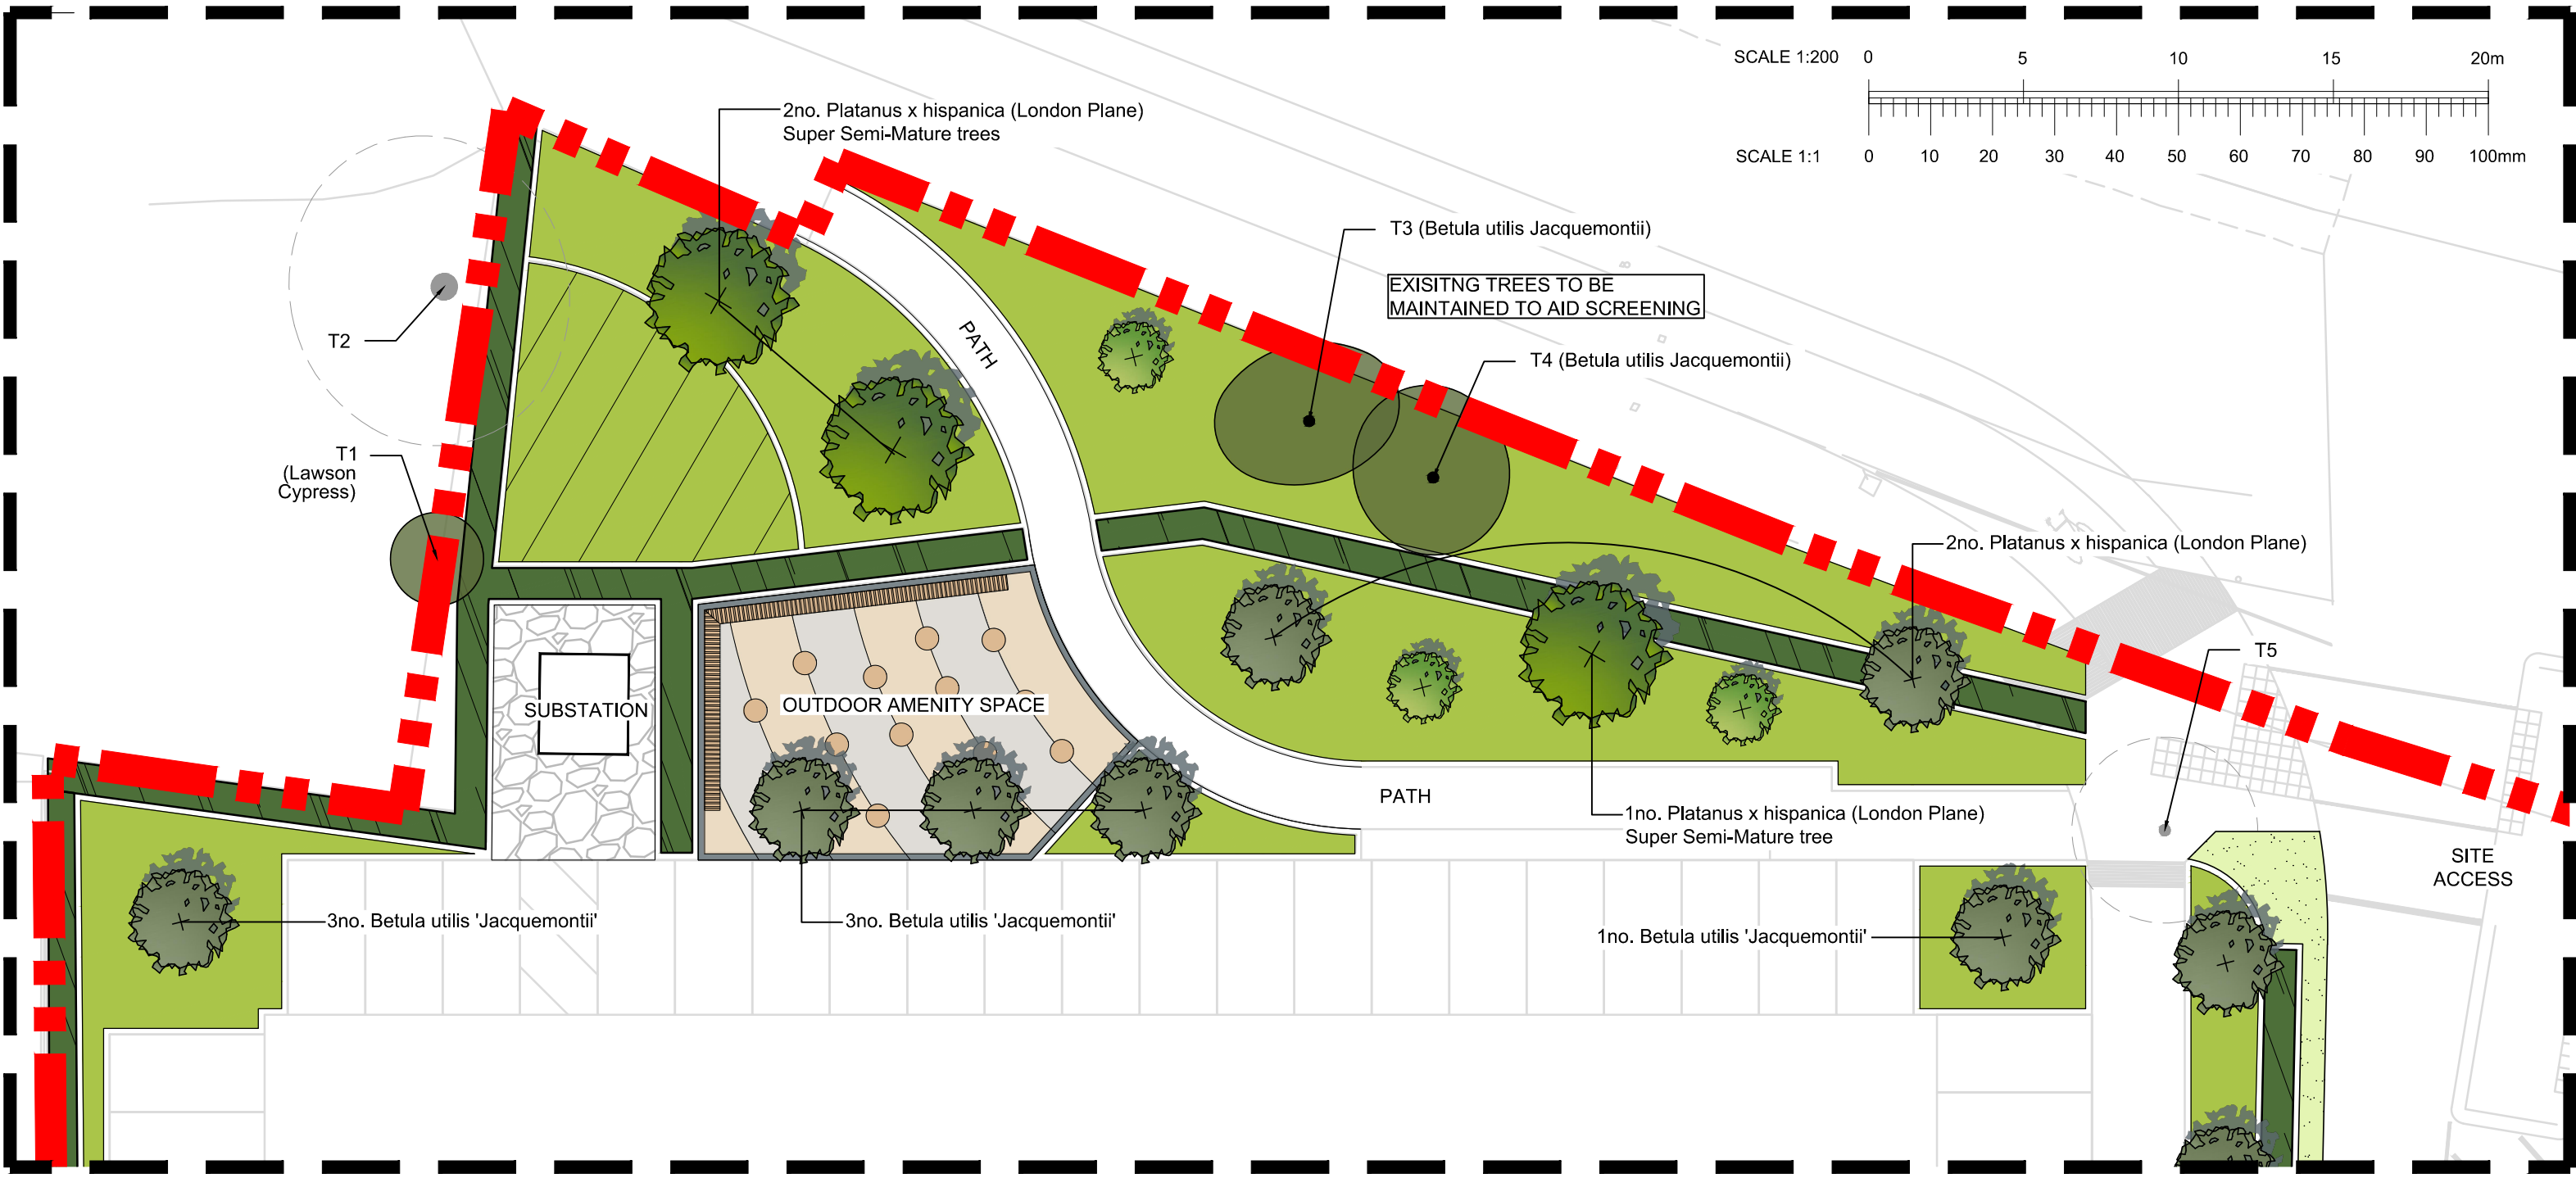 SCALE 1:200 0 5 10 15 20m
SCALE 1:1 0 10 20 30 40 50 60 70 80 90 100mm
2no. Platanus x hispanica (London Plane)
Super Semi-Mature trees
T3 (Betula utilis Jacquemontii)
EXISITNG TREES TO BE
MAINTAINED TO AID SCREENING
T2
PATH
T4 (Betula utilis Jacquemontii)
T1
(Lawson
Cypress)
2no. Platanus x hispanica (London Plane)
T5
SUBSTATION
OUTDOOR AMENITY SPACE
PATH
1no. Platanus x hispanica (London Plane)
Super Semi-Mature tree
SITE
ACCESS
3no. Betula utilis 'Jacquemontii'
3no. Betula utilis 'Jacquemontii'
1no. Betula utilis 'Jacquemontii'